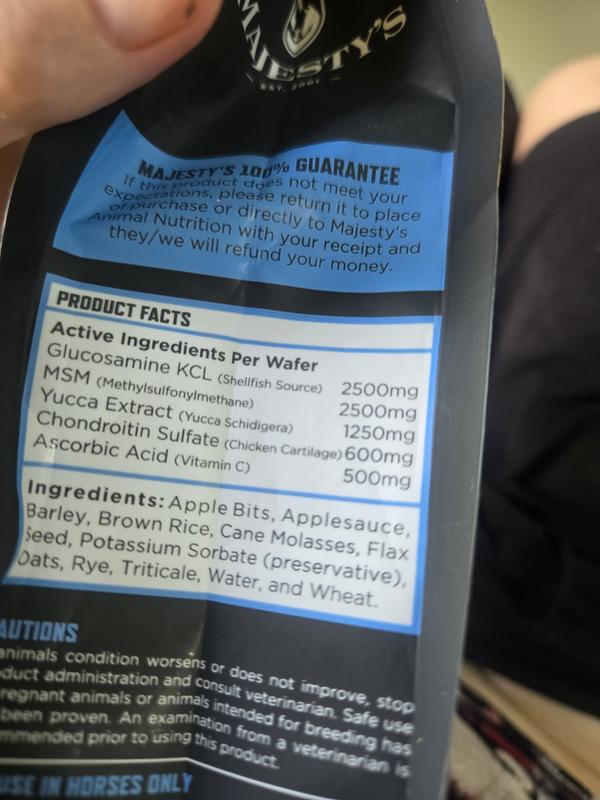 MAJESTY'S
EST. 2007
MAJESTY'S 100% GUARANTEE
If this product does not meet your
expectations, please return it to place
of purchase or directly to Majesty's
Animal Nutrition with your receipt and
they/we will refund your money.
PRODUCT FACTS
Active Ingredients Per Wafer
Glucosamine KCL (Shellfish Source) 2500mg
MSM (Methylsulfonylmethane) 2500mg
Yucca Extract (Yucca Schidigera) 1250mg
Chondroitin Sulfate (Chicken Cartilage) 600mg
Ascorbic Acid (Vitamin C) 500mg
Ingredients: Apple Bits, Applesauce,
Barley, Brown Rice, Cane Molasses, Flax
Seed, Potassium Sorbate (preservative),
Oats, Rye, Triticale, Water, and Wheat.
AUTIONS
animals condition worsens or does not improve, stop
duct administration and consult veterinarian. Safe use
regnant animals or animals intended for breeding has
been proven. An examination from a veterinarian is
mmended prior to using this product.
USE IN HORSES ONLY